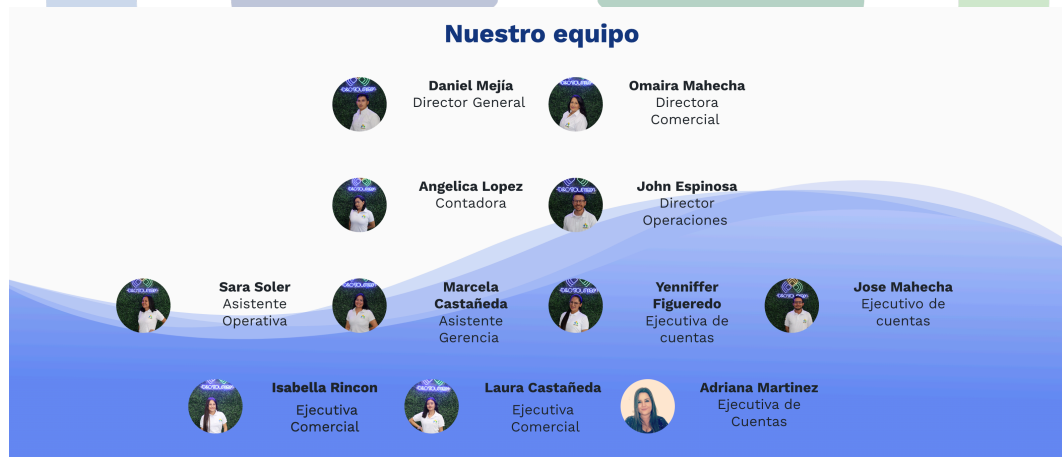 Nuestro equipo
Daniel Mejía
Director General
Omaira Mahecha
Directora
Comercial
Angelica Lopez
Contadora
John Espinosa
Director
Operaciones
Sara Soler
Asistente
Operativa
Marcela
Castañeda
Asistente
Gerencia
Yenniffer
Figueredo
Ejecutiva de
cuentas
Jose Mahecha
Ejecutivo de
cuentas
Isabella Rincon
Ejecutiva
Comercial
Laura Castañeda
Ejecutiva
Comercial
Adriana Martinez
Ejecutiva de
Cuentas